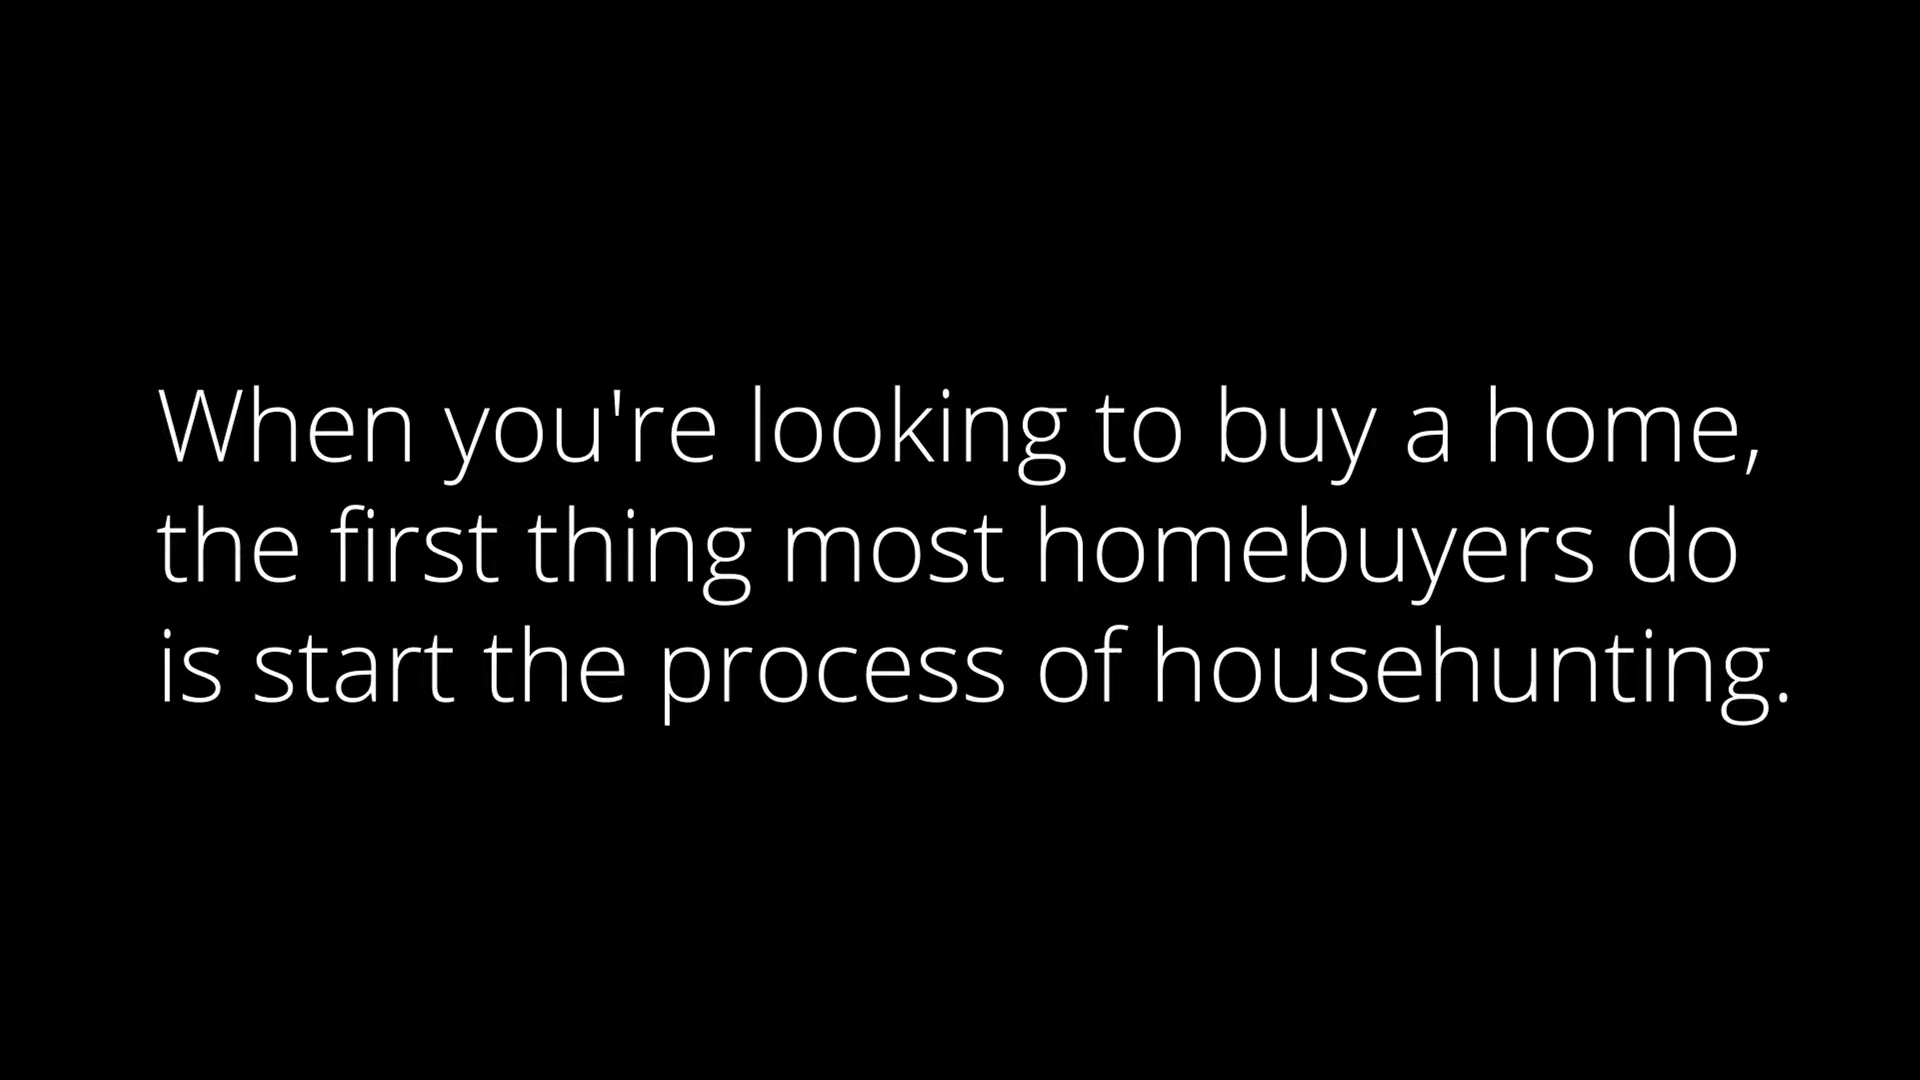 When you're looking to buy a home,
the first thing most homebuyers do
is start the process of househunting.